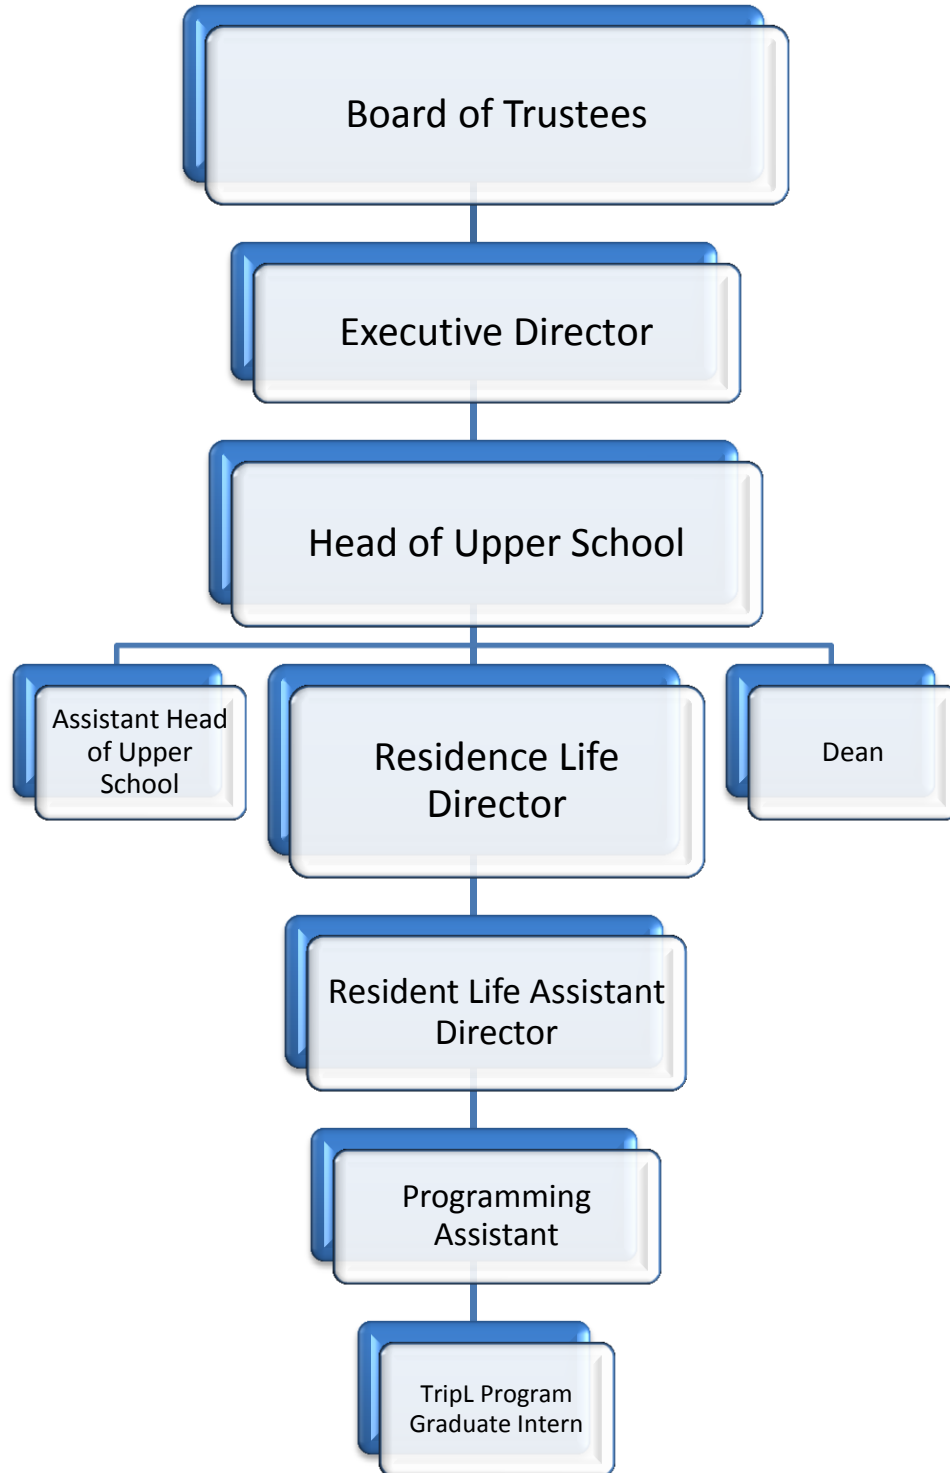 Board of Trustees
Executive Director
Head of Upper School
Assistant Head
of Upper
School
Residence Life
Director
Dean
Resident Life Assistant
Director
Programming
Assistant
TripL Program
Graduate Intern